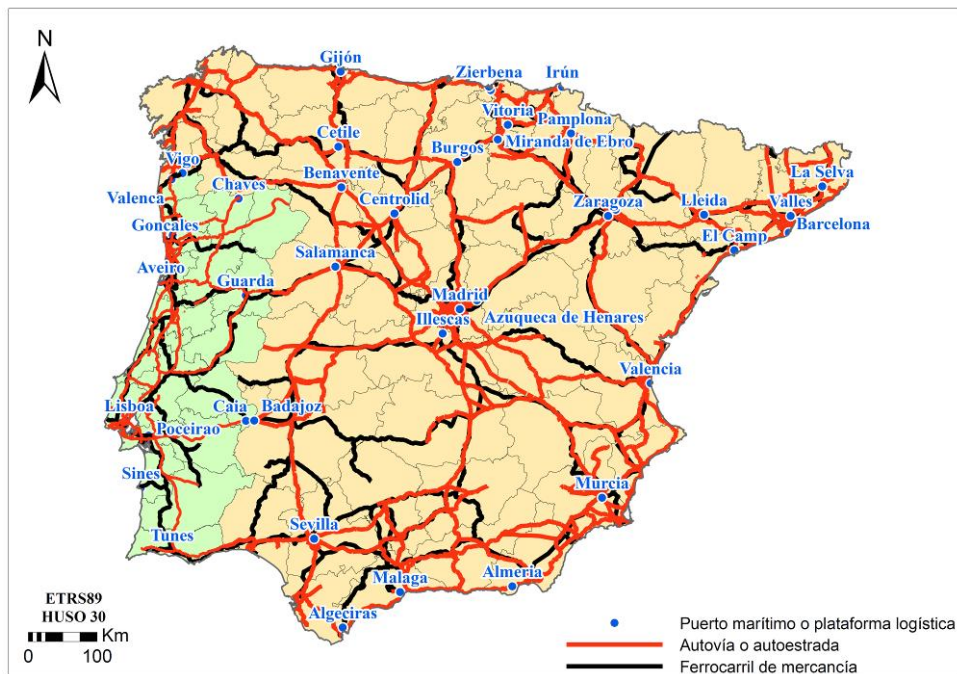 N
Gijón
Zierbena
Irún
Vitoria
Pamplona
Cetile
Miranda de Ebro
Burgos
Vigo
Benavente
La Selva
Valenca
Chaves
Centrolid
Zaragoza
Lleida
Valles
Goncales
Barcelona
El Camp
Salamanca
Aveiro
Guarda
Madrid
Illescas
Azuqueca de Henares
Valencia
Lisboa
Caia
Badajoz
Poceirao
Sines
Murcia
Tunes
Sevilla
Malaga
Almería
Algeciras
ETRS89
HUSO 30
Km
0 100
Puerto marítimo o plataforma logística
Autovía o autoestrada
Ferrocarril de mercancía